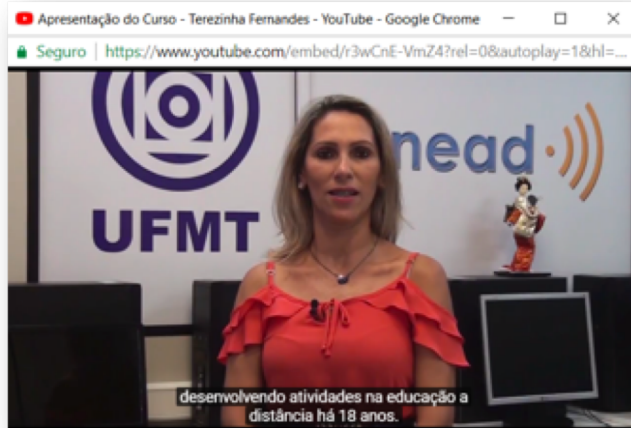 Apresentação do Curso - Terezinha Fernandes - YouTube - Google Chrome
Seguro | https://www.youtube.com/embed/r3wCnE-VmZ4?rel=0&autoplay=1&hl=...
nead
UFMT
desenvolvendo atividades na educação a
distância há 18 anos.